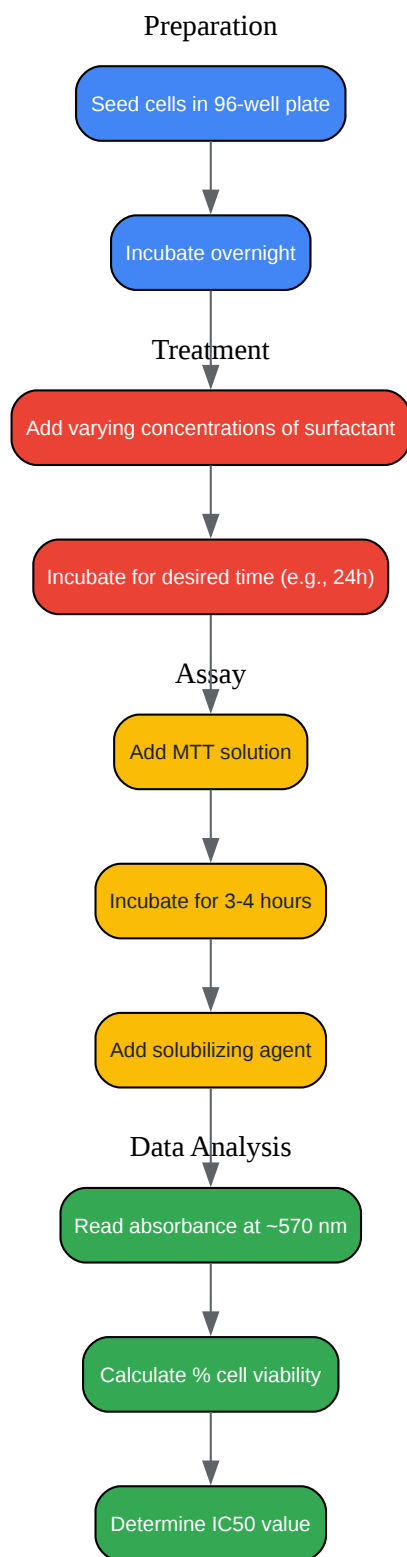 Preparation
Seed cells in 96-well plate
Incubate overnight
Treatment
Add varying concentrations of surfactant
Incubate for desired time (e.g., 24h)
Assay
Add MTT solution
Incubate for 3-4 hours
Add solubilizing agent
Data Analysis
Read absorbance at ~570 nm
Calculate % cell viability
Determine IC50 value